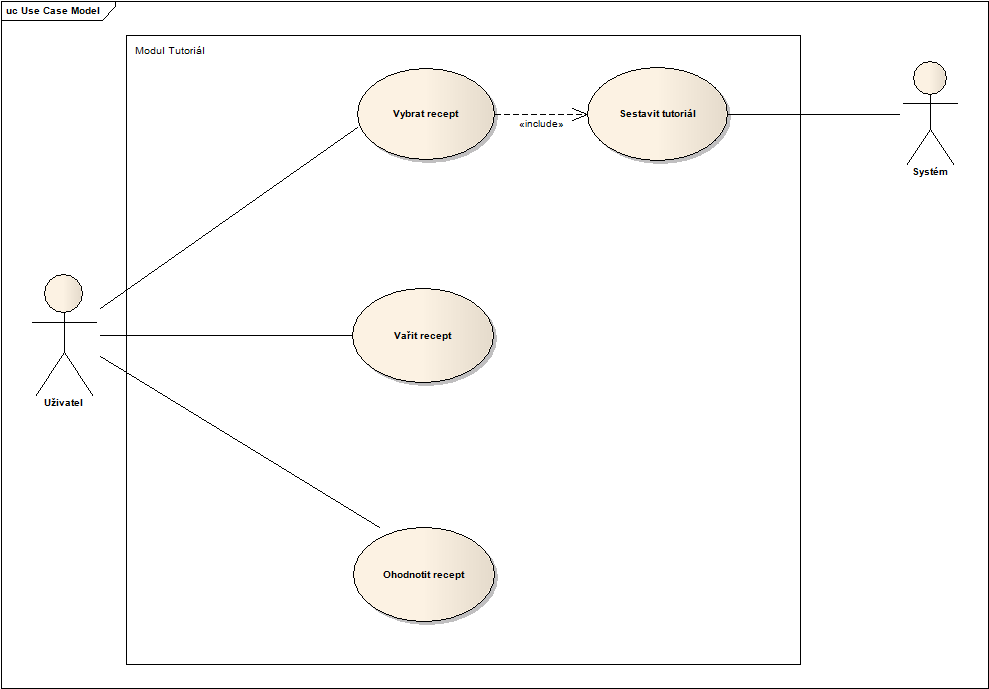 uc Use Case Model
Modul Tutoriál
Vybrat recept
«include»
Sestavit tutoriál
Systém
Vařit recept
Uživatel
Ohodnotit recept